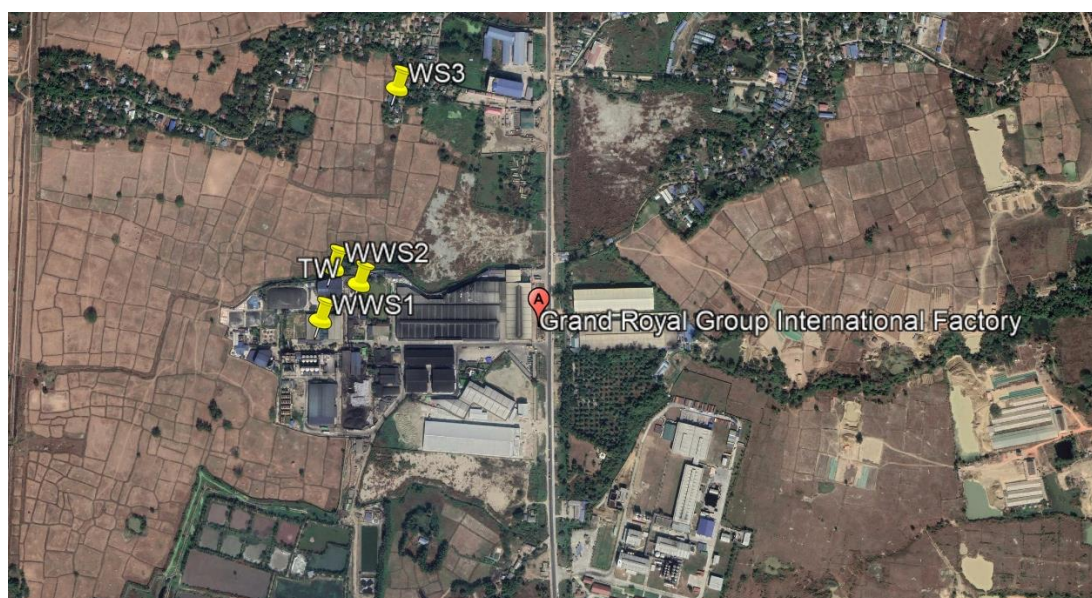 WS3
WWS2
TW
WWS1
A
Grand Royal Group International Factory